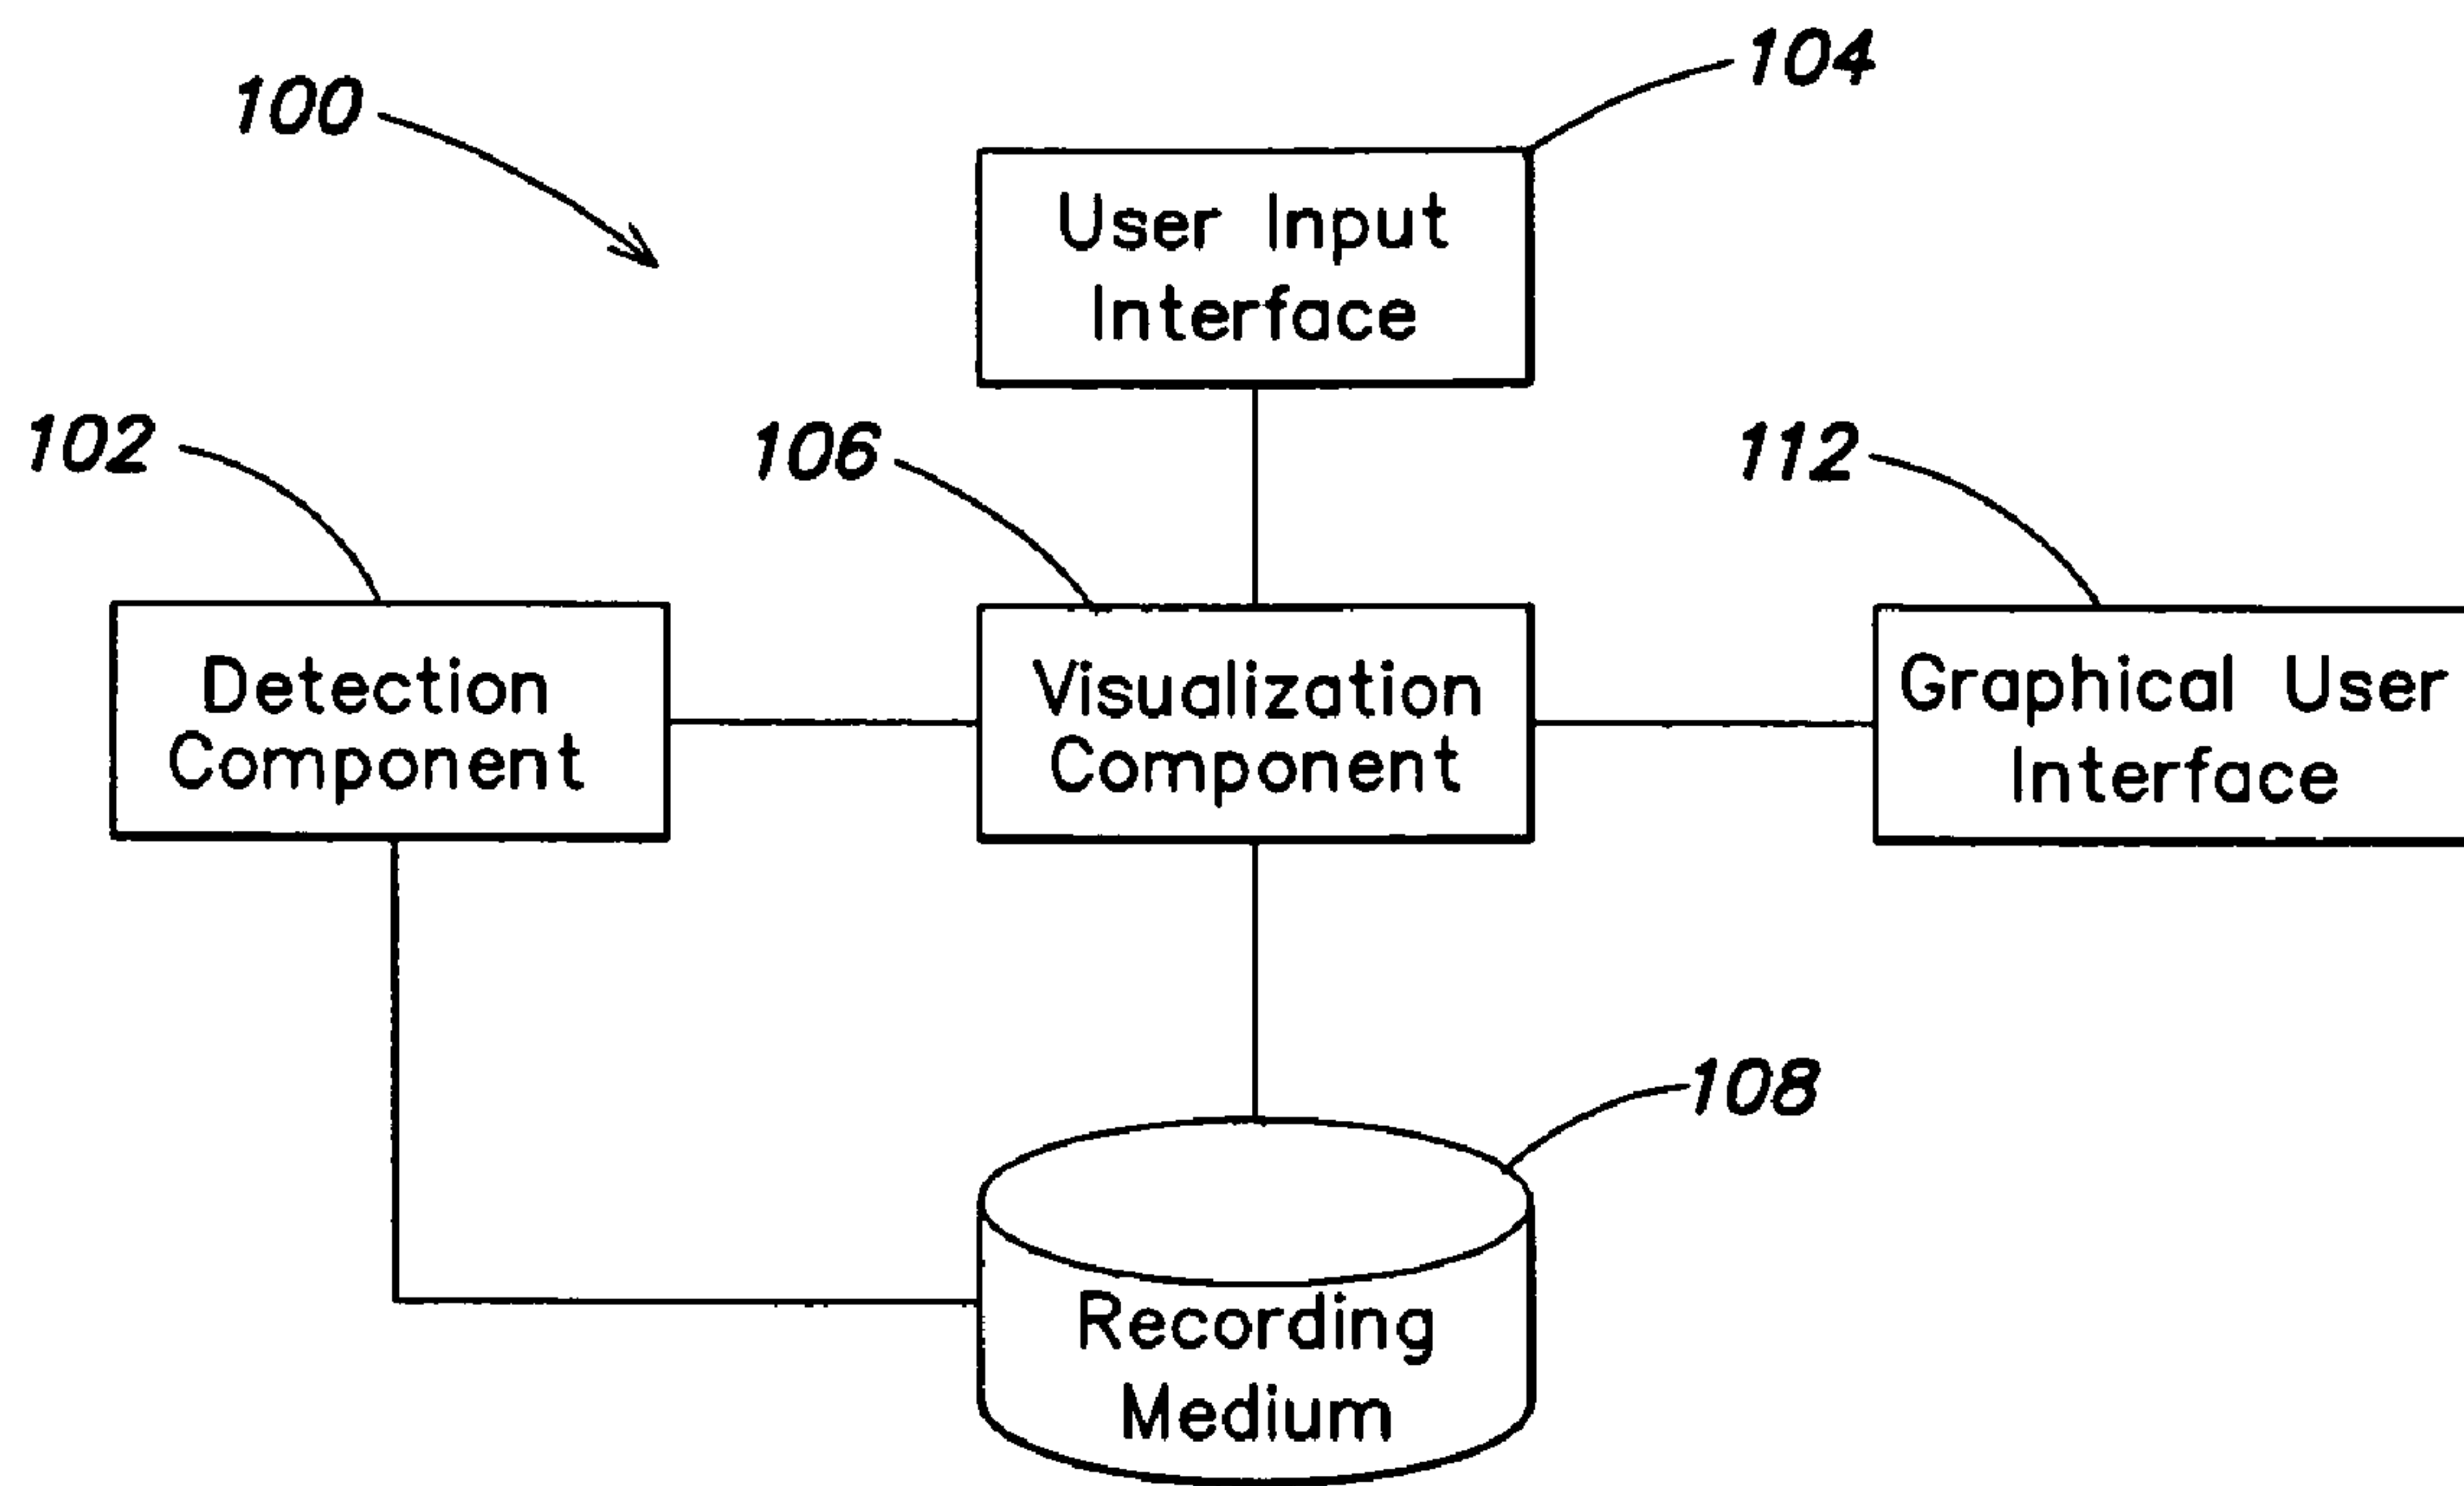 100
104
User Input
Interface
102
106
112
Detection
Component
Visualization
Component
Graphical User
Interface
108
Recording
Medium